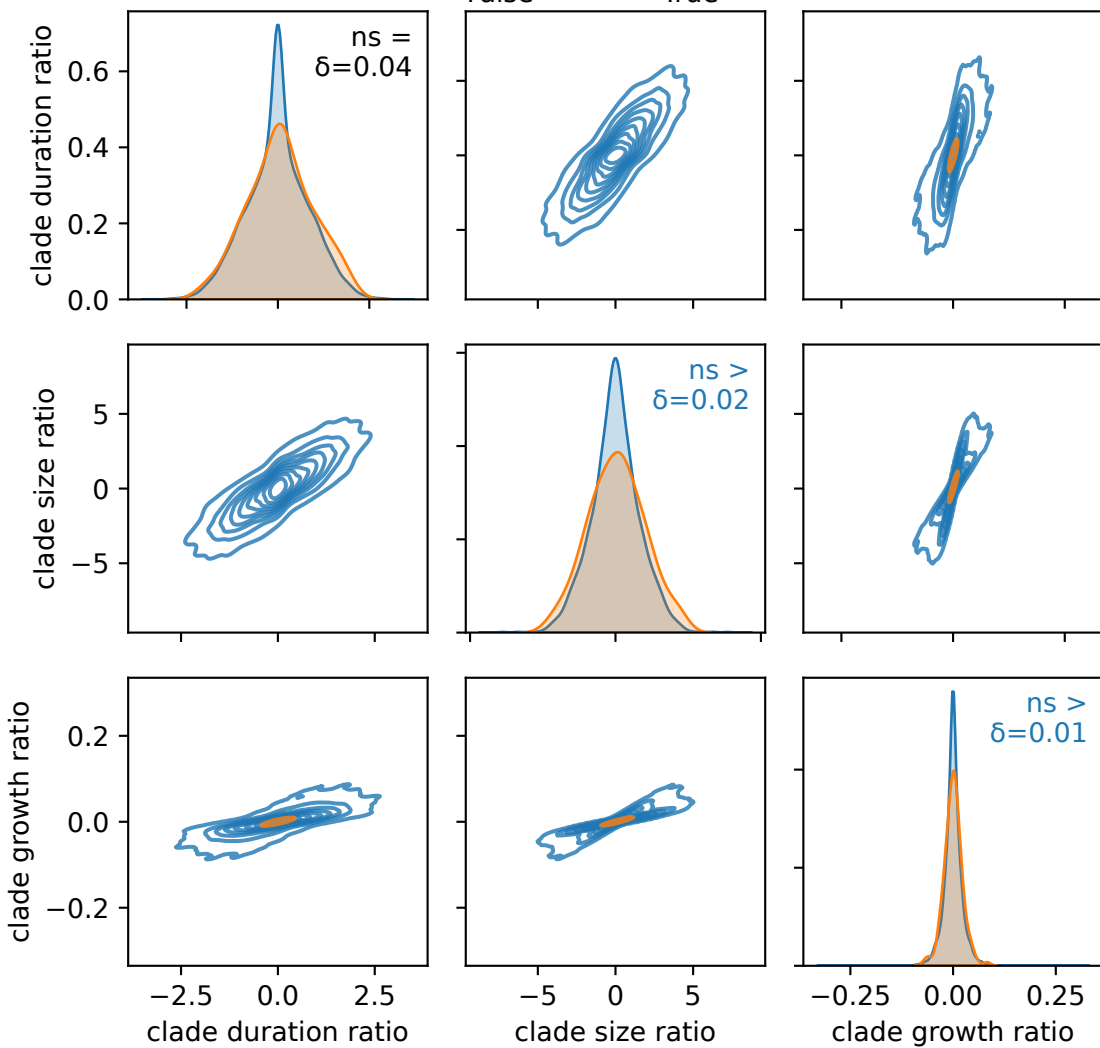 clade duration ratio
0.6
0.4
0.2
0.0
ns =
δ=0.04
clade size ratio
5
0
−5
ns >
δ=0.02
clade growth ratio
0.2
0.0
−0.2
ns >
δ=0.01
−2.5 0.0 2.5
−5 0 5
−0.25 0.00 0.25
clade duration ratio
clade size ratio
clade growth ratio